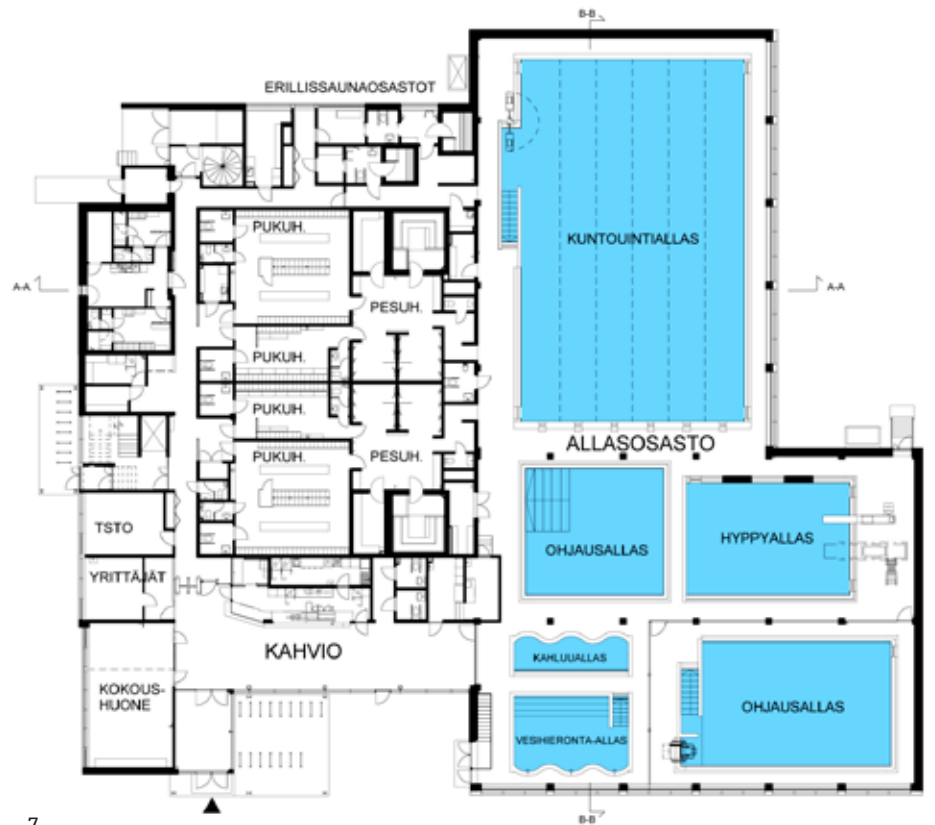 B-B
ERILLISSAUNAOSASTOT
PUKUH.
KUNTOUINTIALLAS
A-A
A-A
PESUH.
PUKUH.
PUKUH.
ALLASOSASTO
PUKUH.
PESUH.
TSTO
OHJAUSALLAS
HYPPYALLAS
YRITTÄJÄT
KAHVIO
KAHLUUALLAS
KOKOUS-
HUONE
OHJAUSALLAS
VESIHIERONTA-ALLAS
B-B
7